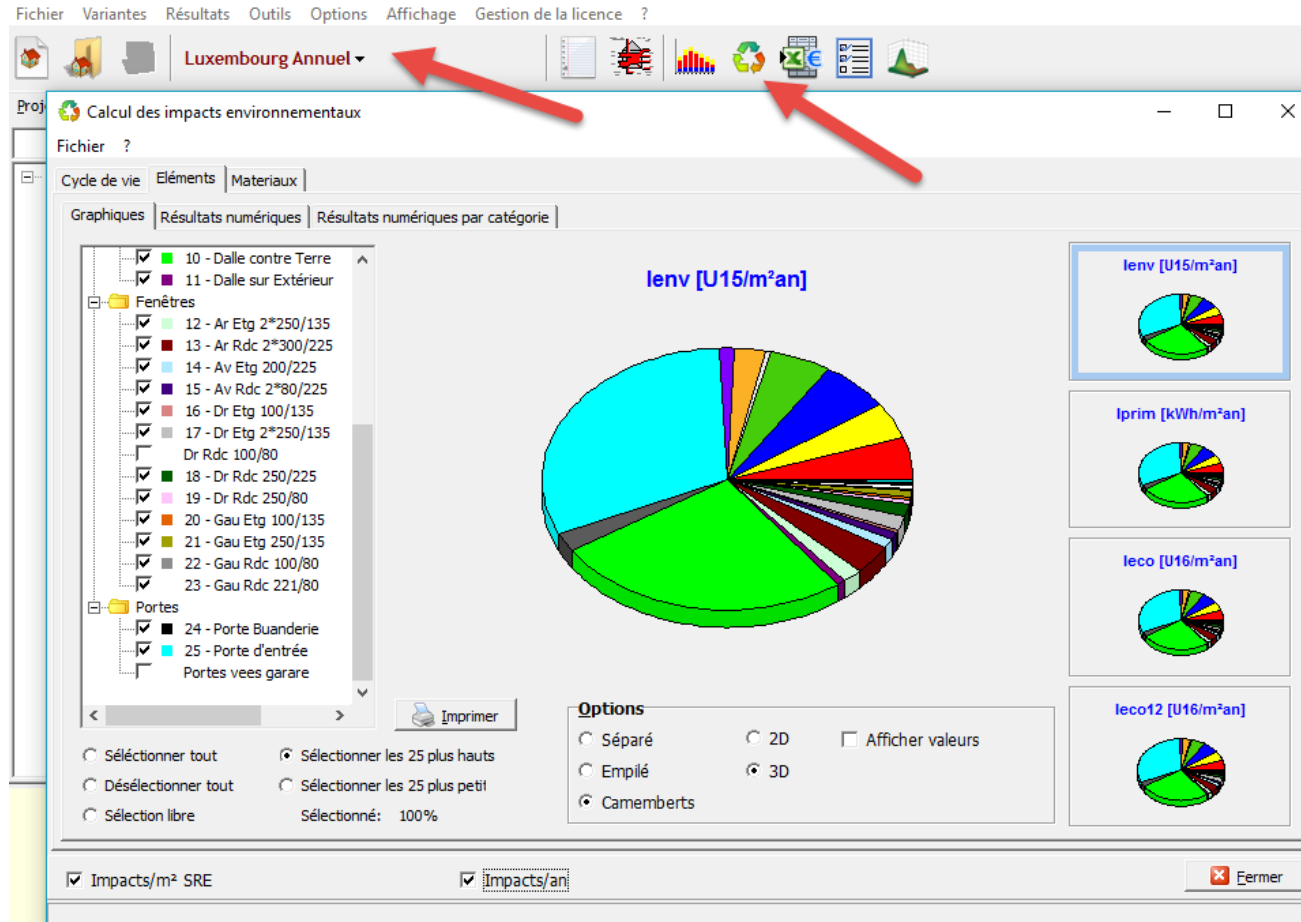 Fichier Variantes Résultats Outils Options Affichage Gestion de la licence ?
Luxembourg Annuel
Proj
Calcul des impacts environnementaux
Fichier ?
Cycle de vie Eléments Materiaux
Graphiques Résultats numériques Résultats numériques par catégorie
10 - Dalle contre Terre
11 - Dalle sur Extérieur
Fenêtres
12 - Ar Etg 2*250/135
13 - Ar Rdc 2*300/225
14 - Av Etg 200/225
15 - Av Rdc 2*80/225
16 - Dr Etg 100/135
17 - Dr Etg 2*250/135
Dr Rdc 100/80
18 - Dr Rdc 250/225
19 - Dr Rdc 250/80
20 - Gau Etg 100/135
21 - Gau Etg 250/135
22 - Gau Rdc 100/80
23 - Gau Rdc 221/80
Portes
24 - Porte Buanderie
25 - Porte d'entrée
Portes vees garare
Ienv [U15/m²an]
Ienv [U15/m²an]
Iprim [kWh/m²an]
Ieco [U16/m²an]
Ieco12 [U16/m²an]
Imprimer
Séléctionner tout Sélectionner les 25 plus hauts
Désélectionner tout Sélectionner les 25 plus petit
Sélection libre Sélectionné: 100%
Options
Séparé 2D Afficher valeurs
Empilé 3D
Camemberts
Impacts/m² SRE Impacts/an
Fermer